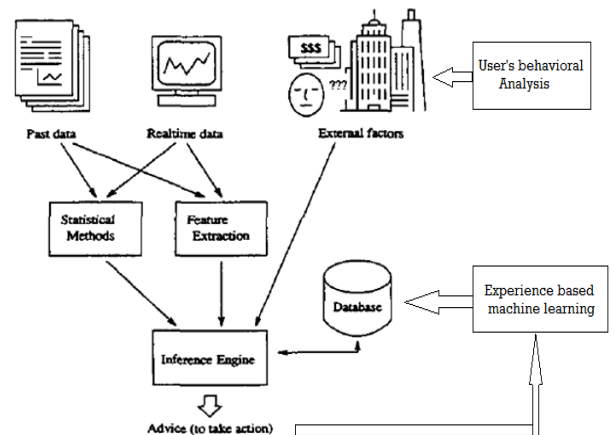 $$$
???
User's behavioral
Analysis
Past data
Realtime data
External factors
Statistical
Methods
Feature
Extraction
Database
Experience based
machine learning
Inference Engine
Advice (to take action)